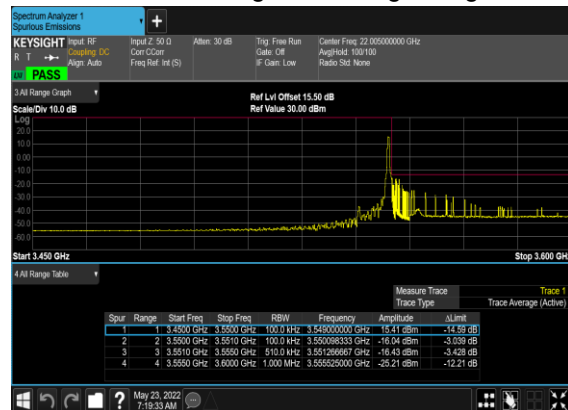 Spectrum Analyzer 1
Spurious Emissions
+
KEYSIGHT Input: RF Input Z: 50 Ω Atten: 30 dB Trig: Free Run Center Freq: 22.005000000 GHz
R T Coupling: DC Corr CCorr Gate: Off Avg|Hold: 100/100
Align: Auto Freq Ref: Int (S) IF Gain: Low Radio Std: None
PASS
3 All Range Graph
Ref Lvl Offset 15.50 dB
Scale/Div 10.0 dB Ref Value 30.00 dBm
Log
20.0
10.0
0.00
-10.0
-20.0
-30.0
-40.0
-50.0
-60.0
Start 3.450 GHz Stop 3.600 GH
4 All Range Table
Measure Trace Trace 1
Trace Type Trace Average (Active)
Spur Range Start Freq Stop Freq RBW Frequency Amplitude ΔLimit
1 1 3.4500 GHz 3.5500 GHz 100.0 kHz 3.549000000 GHz 15.41 dBm -14.59 dB
2 2 3.5500 GHz 3.5510 GHz 100.0 kHz 3.550098333 GHz -16.04 dBm -3.039 dB
3 3 3.5510 GHz 3.5550 GHz 510.0 kHz 3.551266667 GHz -16.43 dBm -3.428 dB
4 4 3.5550 GHz 3.6000 GHz 1.000 MHz 3.555525000 GHz -25.21 dBm -12.21 dB
? May 23, 2022
7:19:33 AM